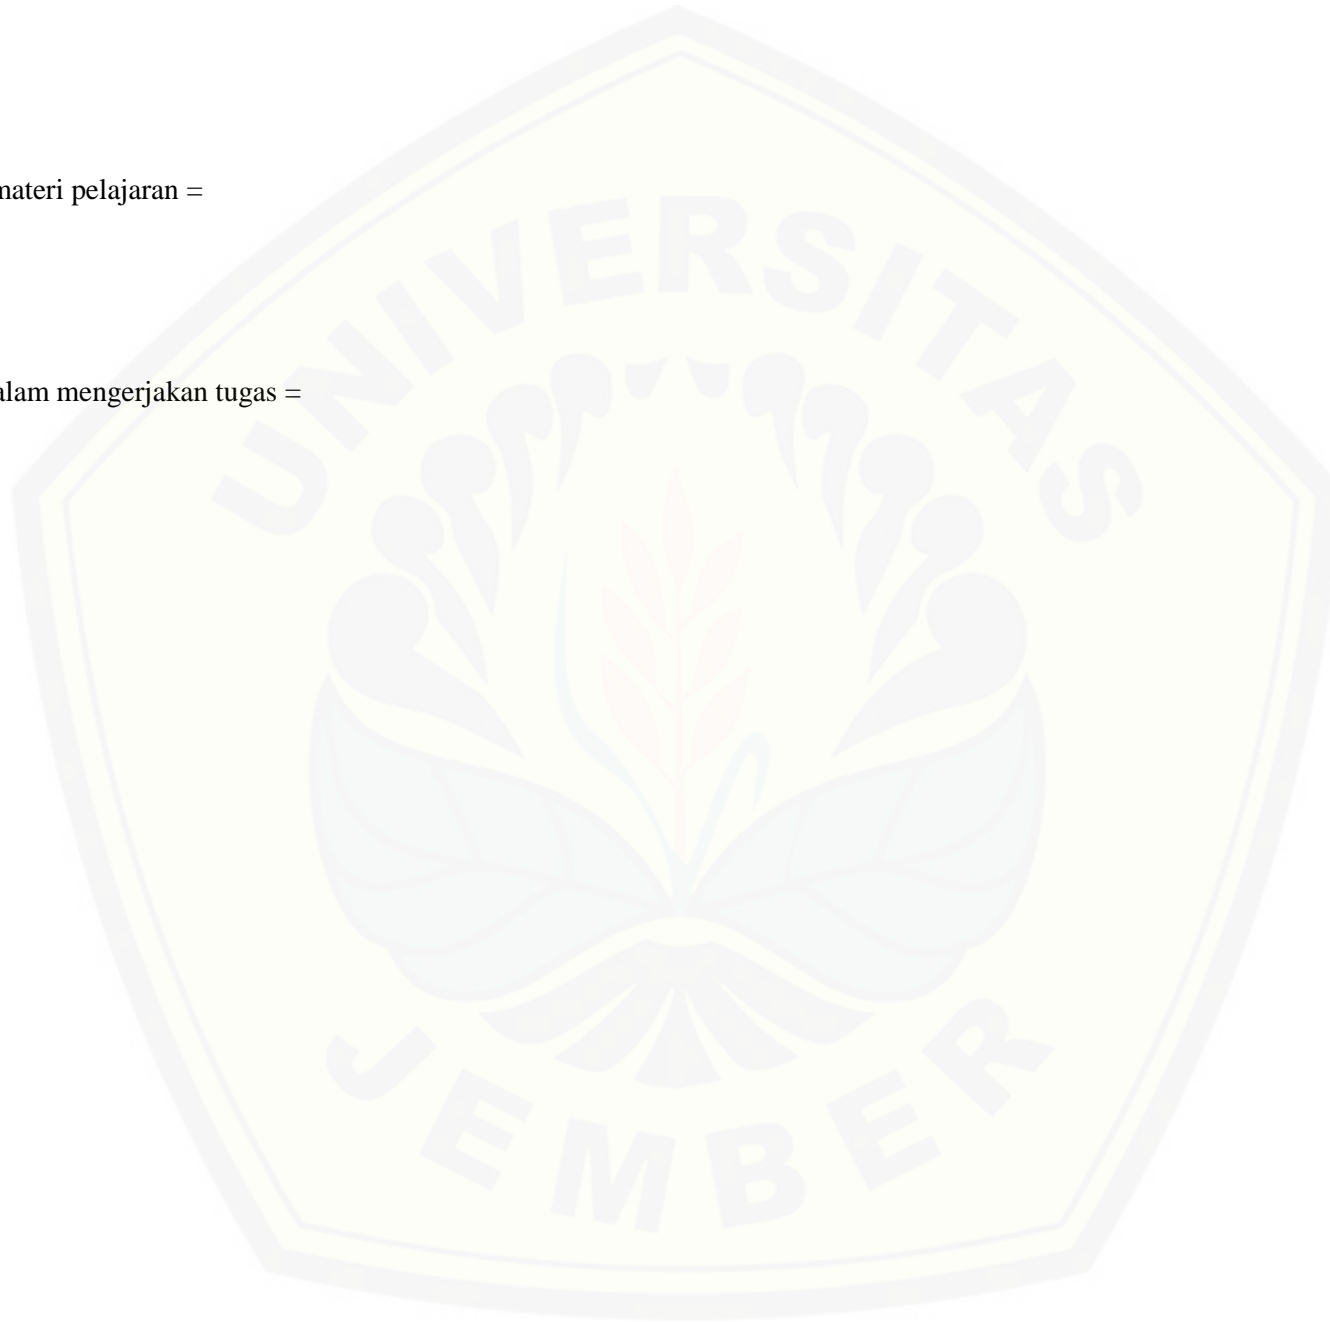 materi pelajaran =
alam mengerjakan tugas =
UNIVERSITAS
JEMBER